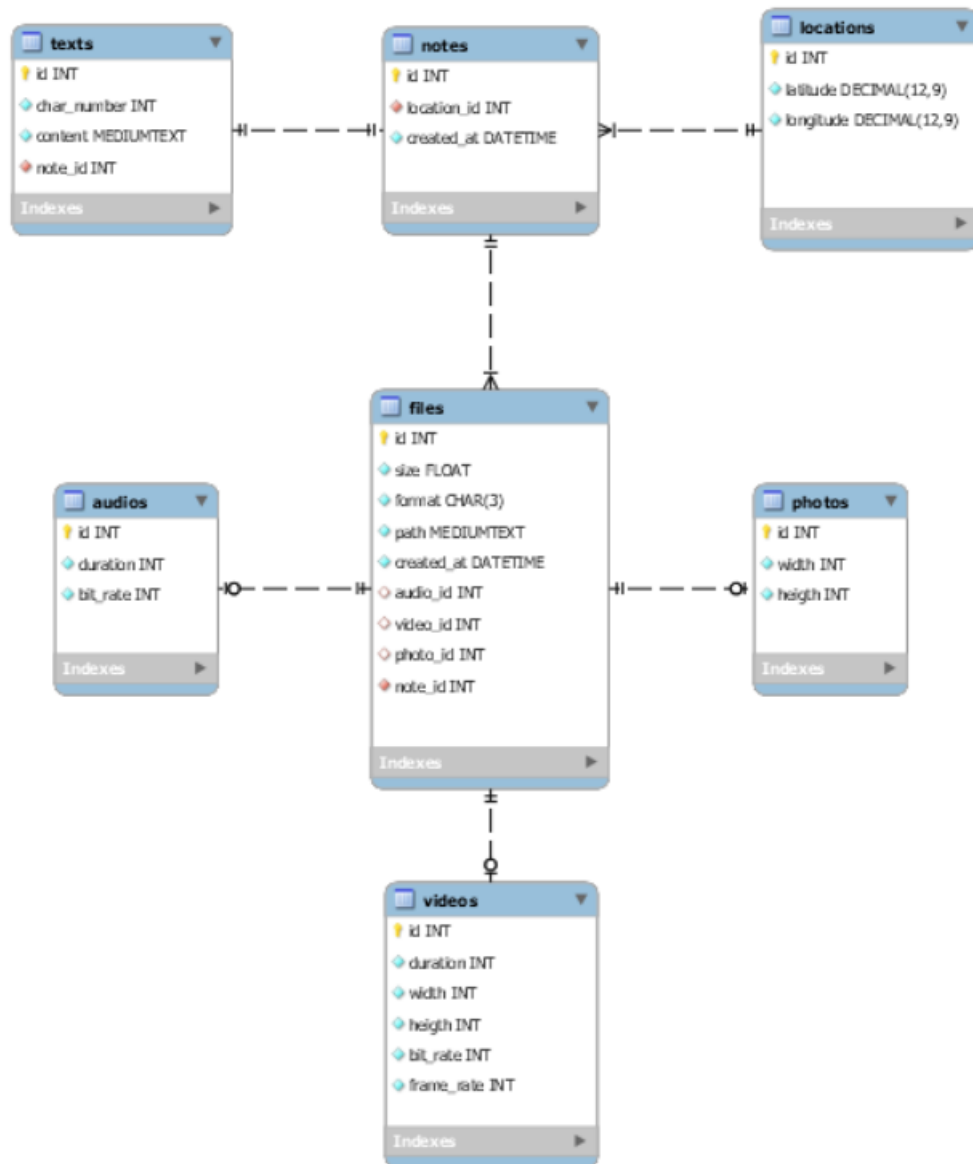 texts
id INT
char_number INT
content MEDIUMTEXT
note_id INT
Indexes
notes
id INT
location_id INT
created_at DATETIME
Indexes
locations
id INT
latitude DECIMAL(12,9)
longitude DECIMAL(12,9)
Indexes
files
id INT
size FLOAT
format CHAR(3)
path MEDIUMTEXT
created_at DATETIME
audio_id INT
video_id INT
photo_id INT
note_id INT
Indexes
audios
id INT
duration INT
bit_rate INT
Indexes
photos
id INT
width INT
heigth INT
Indexes
videos
id INT
duration INT
width INT
heigth INT
bit_rate INT
frame_rate INT
Indexes